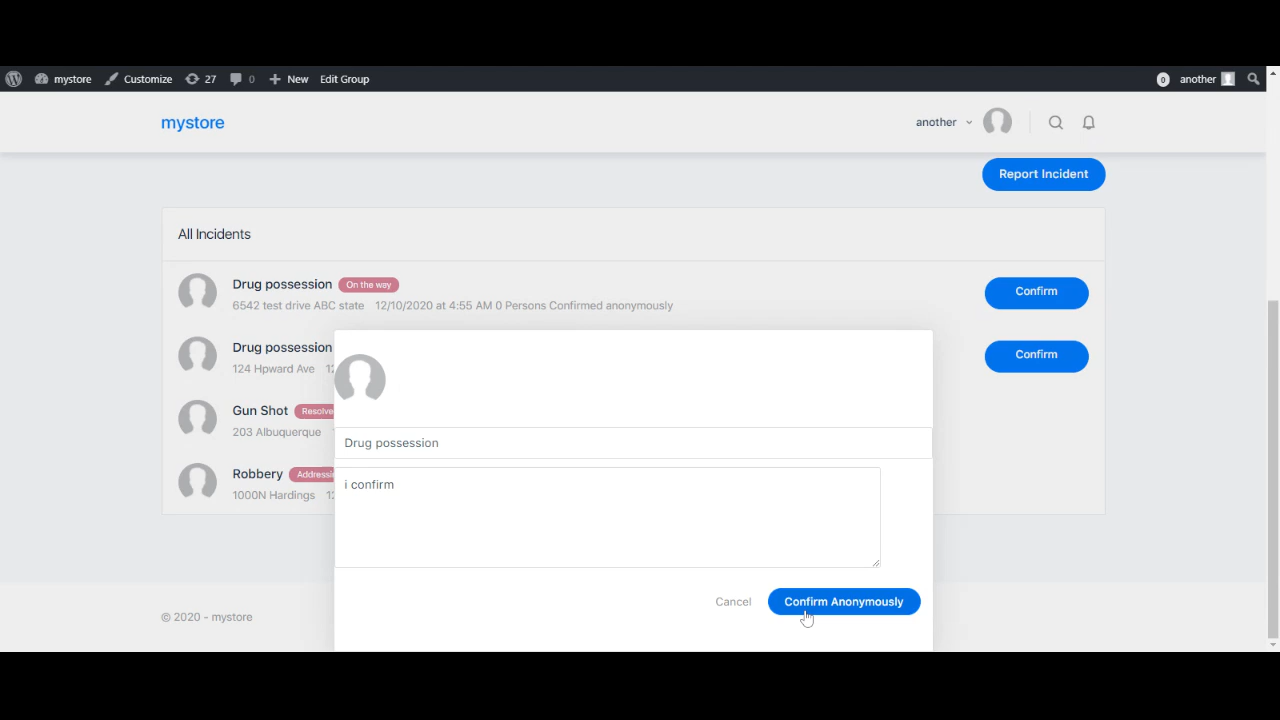 mystore Customize 27 0 New Edit Group 0 another
mystore another
Report Incident
All Incidents
Drug possession On the way Confirm
6542 test drive ABC state 12/10/2020 at 4:55 AM 0 Persons Confirmed anonymously
Drug possession Confirm
124 Hpward Ave
Gun Shot
203 Albuquerque
Robbery
1000N Hardings
Drug possession
i confirm
Cancel Confirm Anonymously
© 2020 - mystore